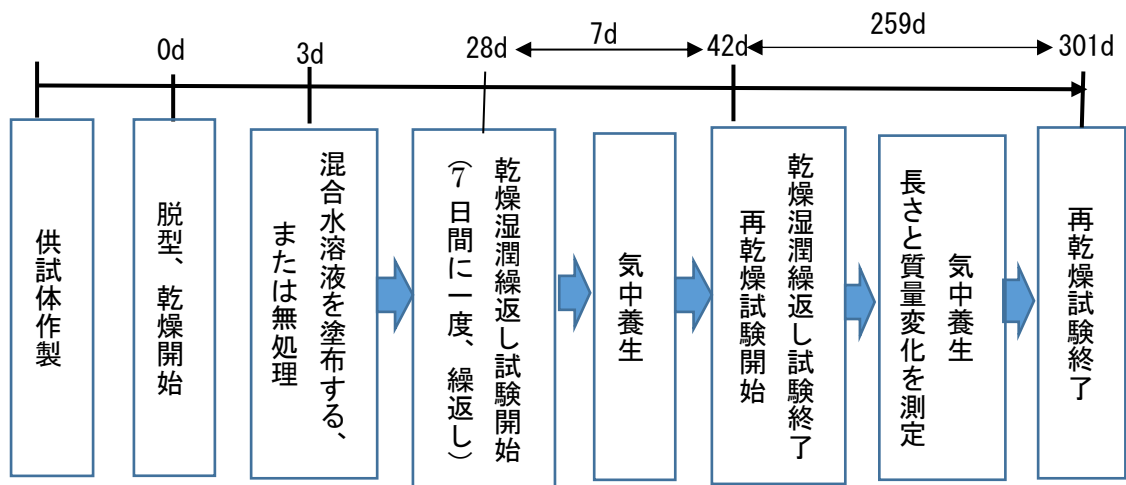 0d
3d
28d
7d
42d
259d
301d
供試体作製
脱型、乾燥開始
混合水溶液を塗布する、
または無処理
乾燥湿潤繰返し試験開始
(7日間に一度、繰返し)
気中養生
乾燥湿潤繰返し試験終了
再乾燥試験開始
気中養生
長さと質量変化を測定
再乾燥試験終了